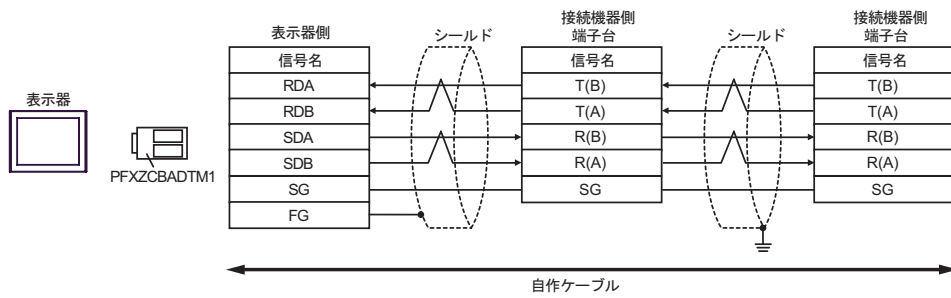 表示器
PFXZCBADTM1
表示器側
信号名
RDA
RDB
SDA
SDB
SG
FG
シールド
接続機器側
端子台
信号名
T(B)
T(A)
R(B)
R(A)
SG
シールド
接続機器側
端子台
信号名
T(B)
T(A)
R(B)
R(A)
SG
自作ケーブル